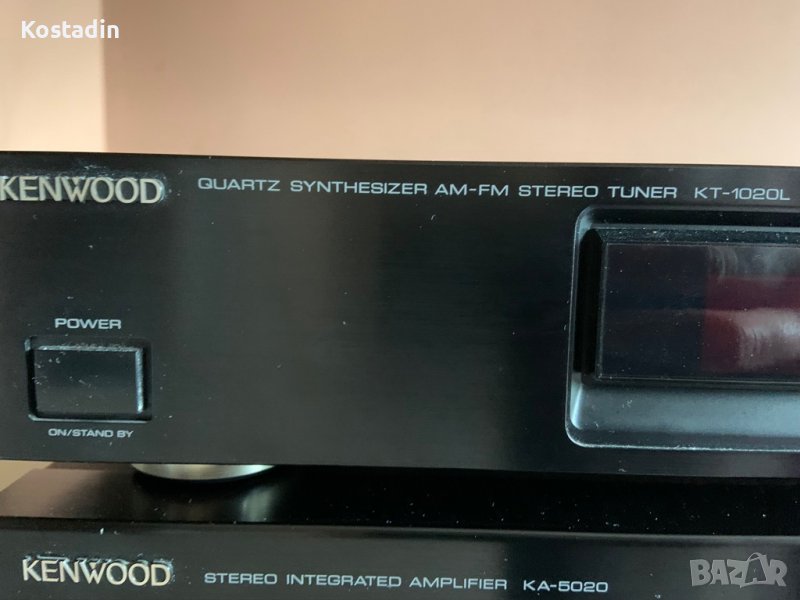 Kostadin
KENWOOD QUARTZ SYNTHESIZER AM-FM STEREO TUNER KT-1020L
POWER
ON/STAND BY
KENWOOD STEREO INTEGRATED AMPLIFIER KA-5020
BAZAR